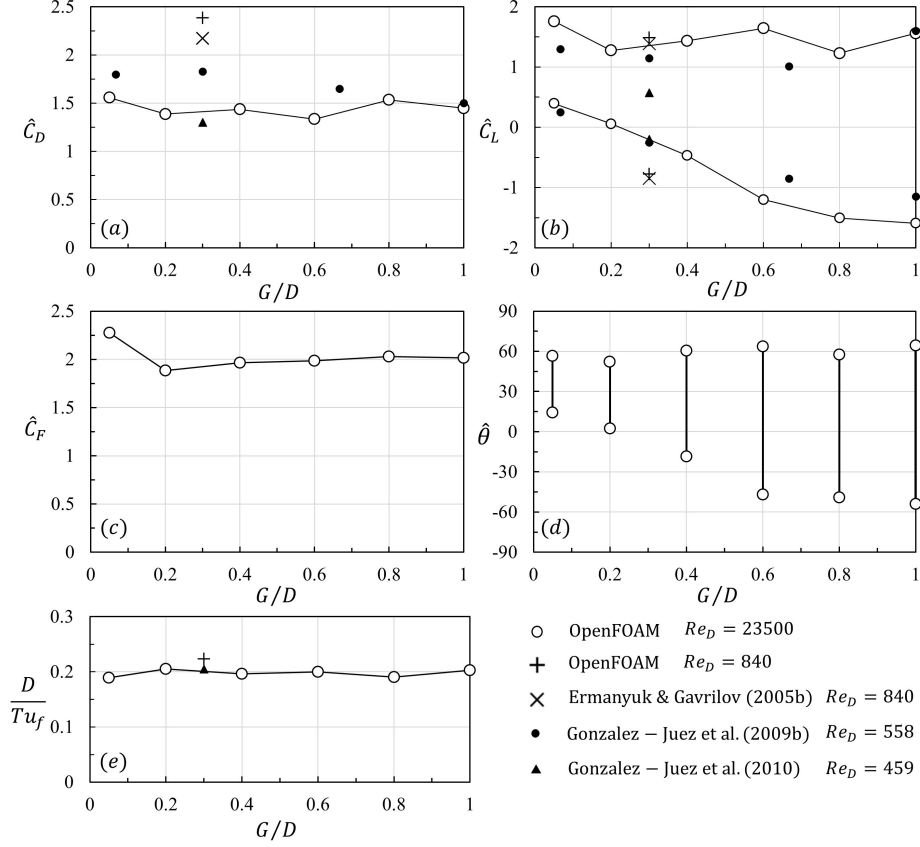 2.5
2
1.5
1
0.5
0
Ĉ_D
(a)
0 0.2 0.4 0.6 0.8 1
G/D
2
1
0
-1
-2
Ĉ_L
(b)
0 0.2 0.4 0.6 0.8 1
G/D
2.5
2
1.5
1
0.5
0
Ĉ_F
(c)
0 0.2 0.4 0.6 0.8 1
G/D
90
60
30
0
-30
-60
-90
θ̂
(d)
0 0.2 0.4 0.6 0.8 1
G/D
0.3
0.2
0.1
0
D
Tu_f
(e)
0 0.2 0.4 0.6 0.8 1
G/D
OpenFOAM Re_D = 23500
OpenFOAM Re_D = 840
Ermanyuk & Gavrilov (2005b) Re_D = 840
Gonzalez − Juez et al. (2009b) Re_D = 558
Gonzalez − Juez et al. (2010) Re_D = 459